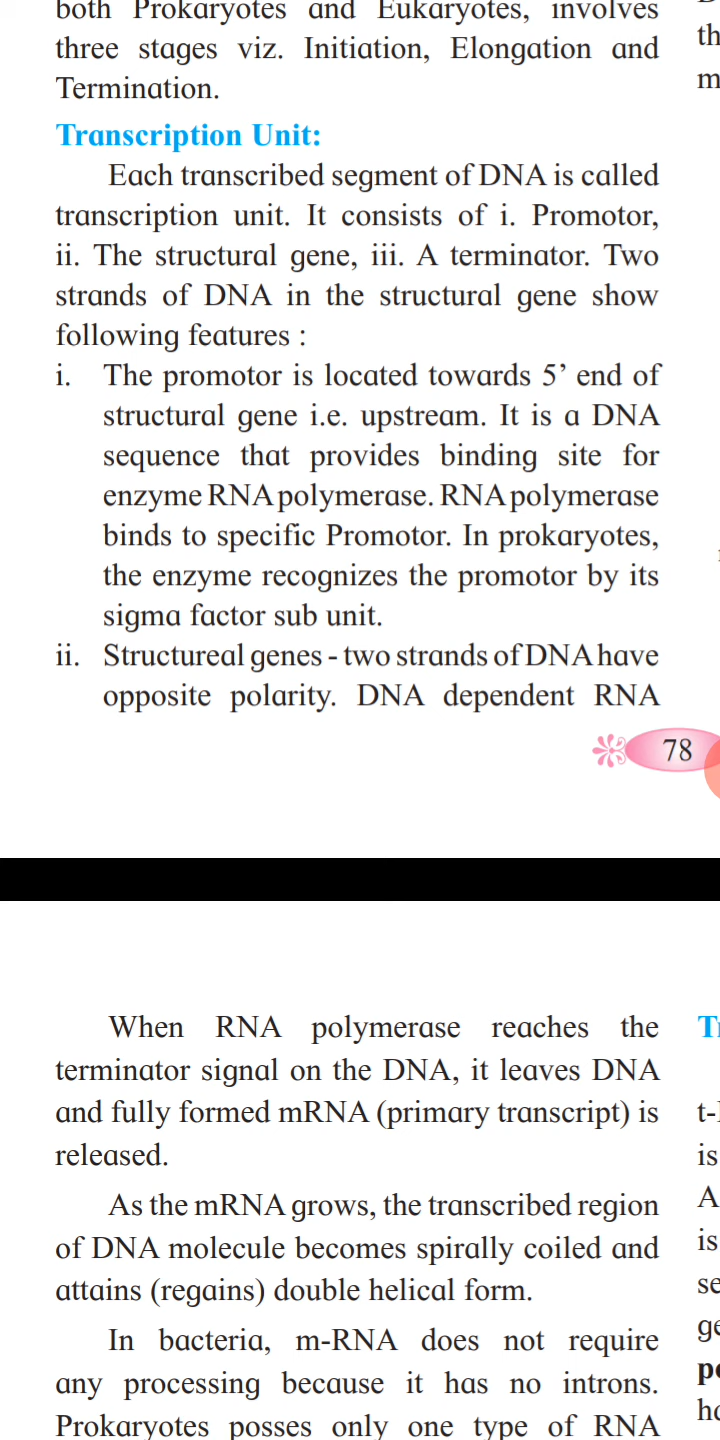 both Prokaryotes and Eukaryotes, involves
three stages viz. Initiation, Elongation and
Termination.
Transcription Unit:
Each transcribed segment of DNA is called
transcription unit. It consists of i. Promotor,
ii. The structural gene, iii. A terminator. Two
strands of DNA in the structural gene show
following features :
i. The promotor is located towards 5’ end of
structural gene i.e. upstream. It is a DNA
sequence that provides binding site for
enzyme RNA polymerase. RNA polymerase
binds to specific Promotor. In prokaryotes,
the enzyme recognizes the promotor by its
sigma factor sub unit.
ii. Structureal genes - two strands of DNA have
opposite polarity. DNA dependent RNA
78
When RNA polymerase reaches the
terminator signal on the DNA, it leaves DNA
and fully formed mRNA (primary transcript) is
released.
As the mRNA grows, the transcribed region
of DNA molecule becomes spirally coiled and
attains (regains) double helical form.
In bacteria, m-RNA does not require
any processing because it has no introns.
Prokaryotes posses only one type of RNA
th
m
t-
is
A
is
se
ge